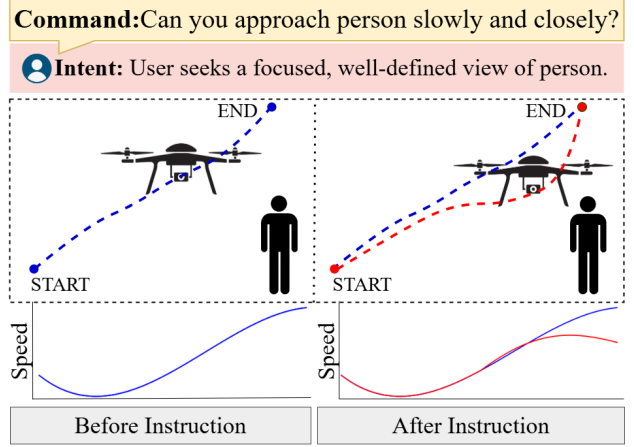 Command:Can you approach person slowly and closely?
Intent: User seeks a focused, well-defined view of person.
END
START
END
START
Speed
Speed
Before Instruction
After Instruction